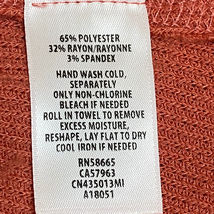 65% POLYESTER
32% RAYON/RAYONNE
3% SPANDEX
HAND WASH COLD,
SEPARATELY
ONLY NON-CHLORINE
BLEACH IF NEEDED
ROLL IN TOWEL TO REMOVE
EXCESS MOISTURE,
RESHAPE, LAY FLAT TO DRY
COOL IRON IF NEEDED
RN58665
CA57963
CN435013MI
A18051